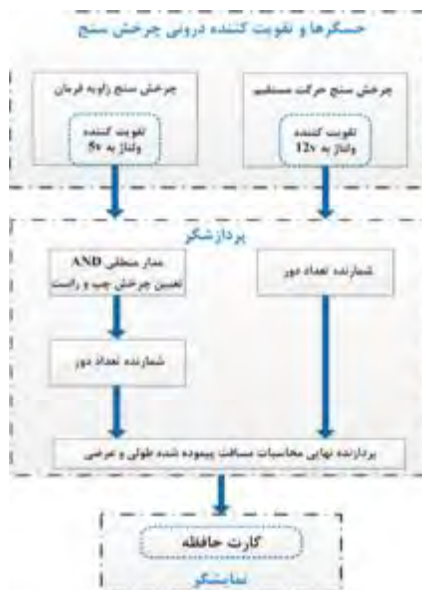 حسگرها و تقویت کننده درونی چرخش سنج
چرخش سنج حرکت مستقیم
تقویت کننده
ولتاژ به 12v
چرخش سنج زاویه فرمان
تقویت کننده
ولتاژ به 5v
پردازشگر
شمارنده تعداد دور
مدار منطقی AND
تعیین چرخش چپ و راست
شمارنده تعداد دور
پردازنده نهایی محاسبات مسافت پیموده شده طولی و عرضی
کارت حافظه
نمایشگر